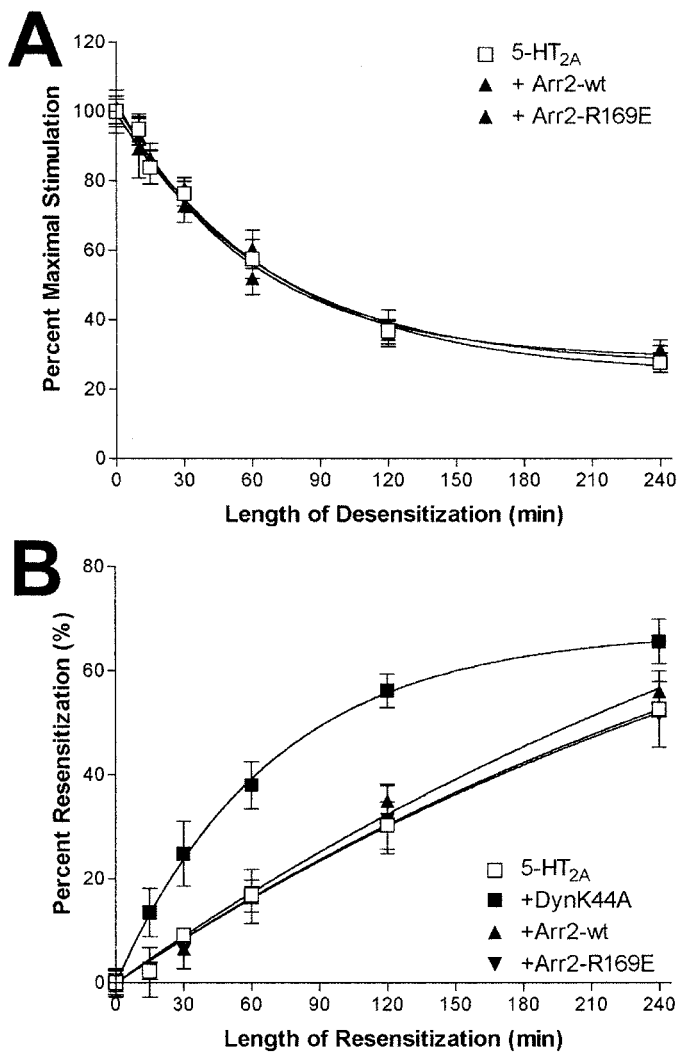 A
120
100
80
60
40
20
0
Percent Maximal Stimulation
5-HT2A
+ Arr2-wt
+ Arr2-R169E
0 30 60 90 120 150 180 210 240
Length of Desensitization (min)
B
80
60
40
20
0
Percent Resensitization (%)
5-HT2A
+DynK44A
+Arr2-wt
+Arr2-R169E
0 30 60 90 120 150 180 210 240
Length of Resensitization (min)